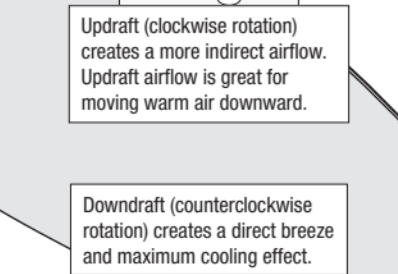 Updraft (clockwise rotation)
creates a more indirect airflow.
Updraft airflow is great for
moving warm air downward.
Downdraft (counterclockwise
rotation) creates a direct breeze
and maximum cooling effect.